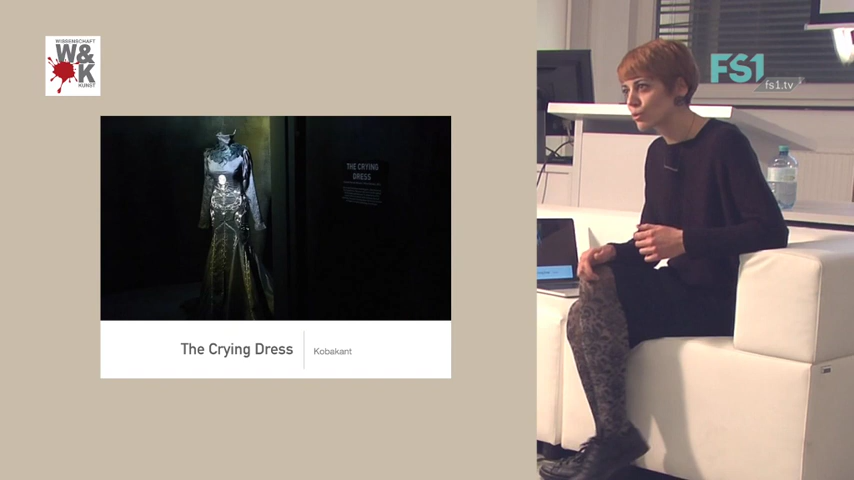 WISSENSCHAFT
W&
K
KUNST
FS1
fs1.tv
THE CRYING
DRESS
The Crying Dress
Kobakant